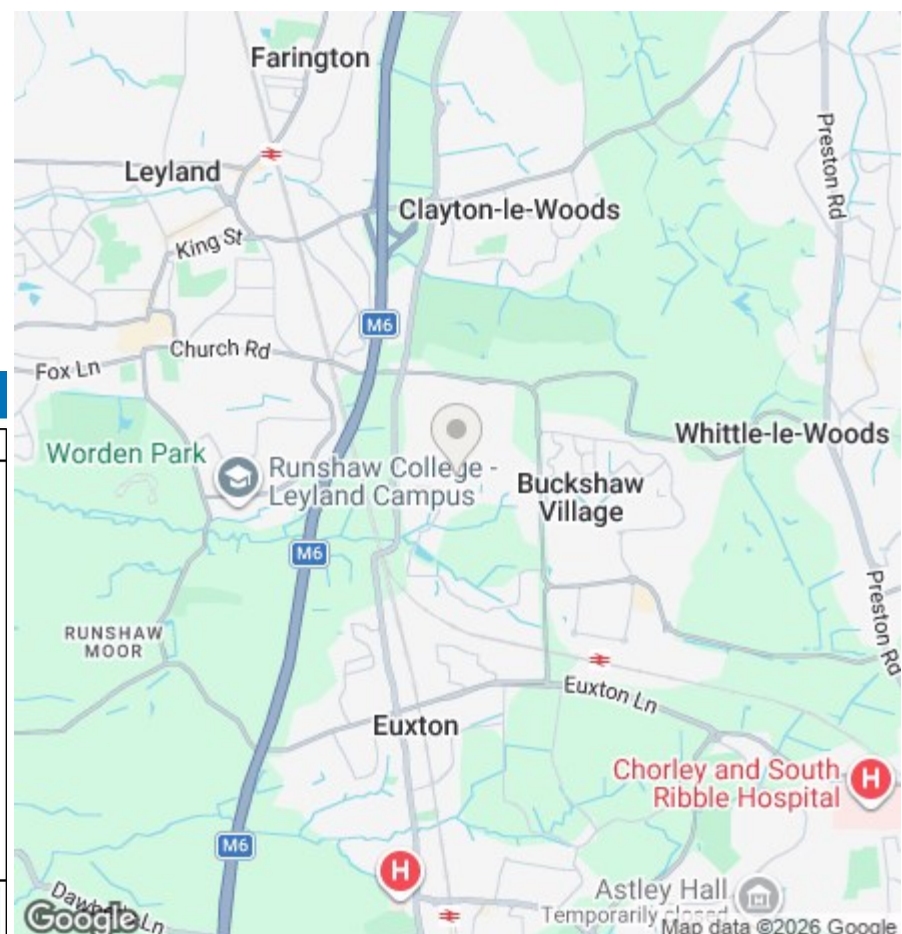 Farington
Leyland
Preston Rd
Clayton-le-Woods
King St
M6
Church Rd
Fox Ln
Whittle-le-Woods
Worden Park
Runshaw College -
Leyland Campus
Buckshaw
Village
M6
Preston Rd
RUNSHAW
MOOR
Euxton Ln
Euxton
Chorley and South
Ribble Hospital
H
M6
H
Astley Hall
Temporarily closed
Ln
Google
Map data ©2026 Google